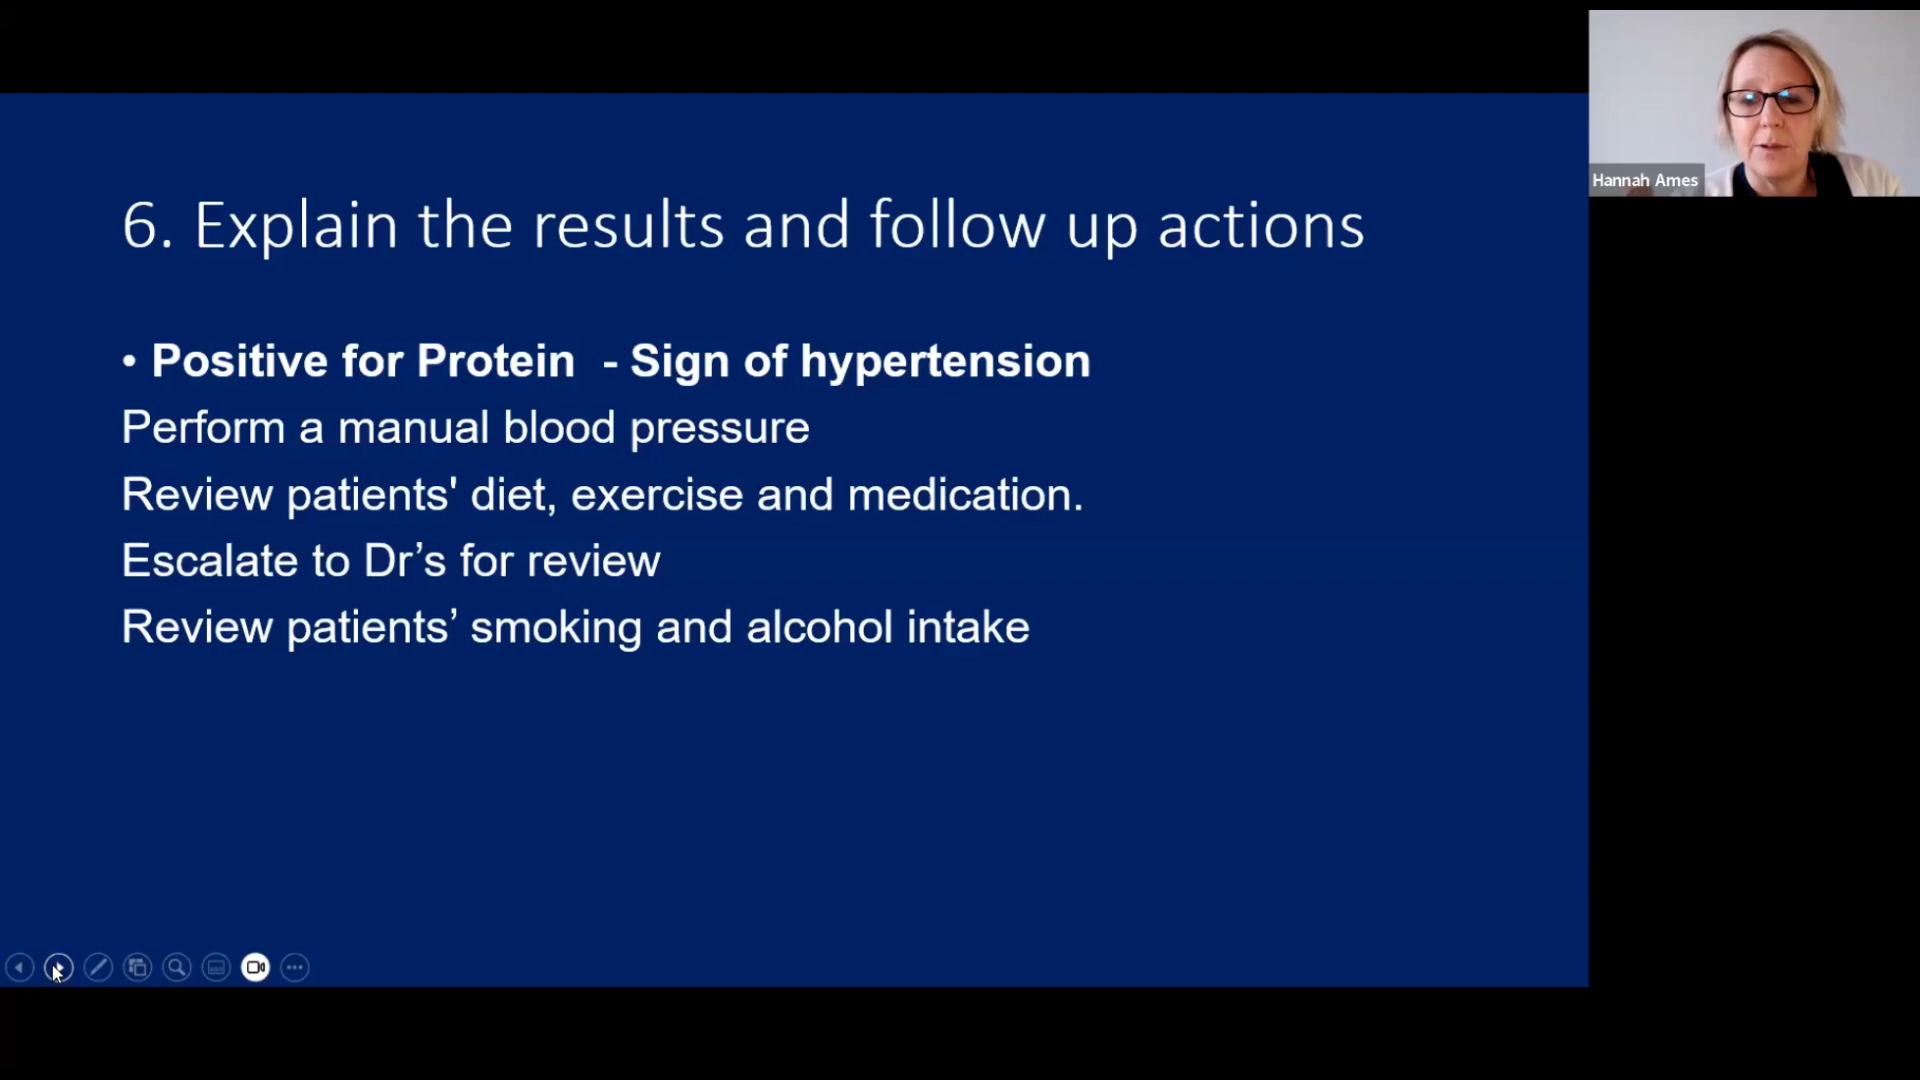 6. Explain the results and follow up actions
• Positive for Protein - Sign of hypertension
Perform a manual blood pressure
Review patients' diet, exercise and medication.
Escalate to Dr’s for review
Review patients’ smoking and alcohol intake
Hannah Ames